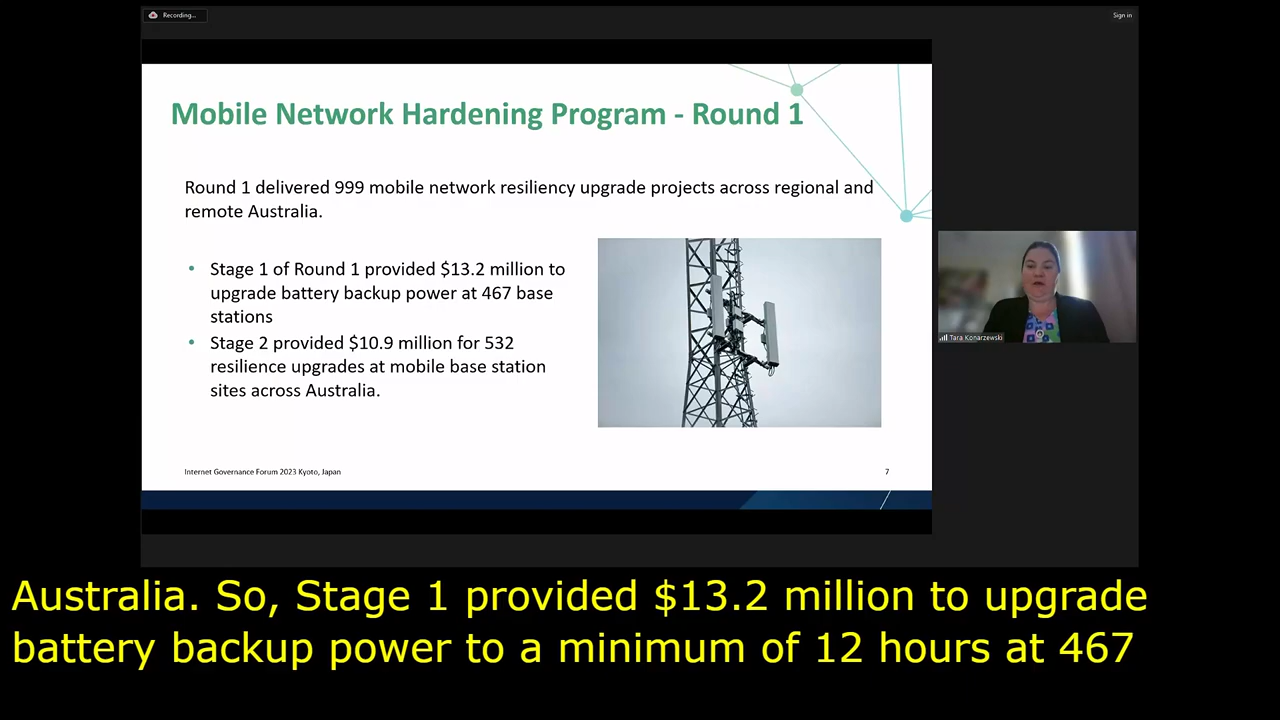 Recording...
Sign in
Mobile Network Hardening Program - Round 1
Round 1 delivered 999 mobile network resiliency upgrade projects across regional and
remote Australia.
• Stage 1 of Round 1 provided $13.2 million to
upgrade battery backup power at 467 base
stations
• Stage 2 provided $10.9 million for 532
resilience upgrades at mobile base station
sites across Australia.
Tara Konarzewski
Internet Governance Forum 2023 Kyoto, Japan
7
Australia. So, Stage 1 provided $13.2 million to upgrade
battery backup power to a minimum of 12 hours at 467